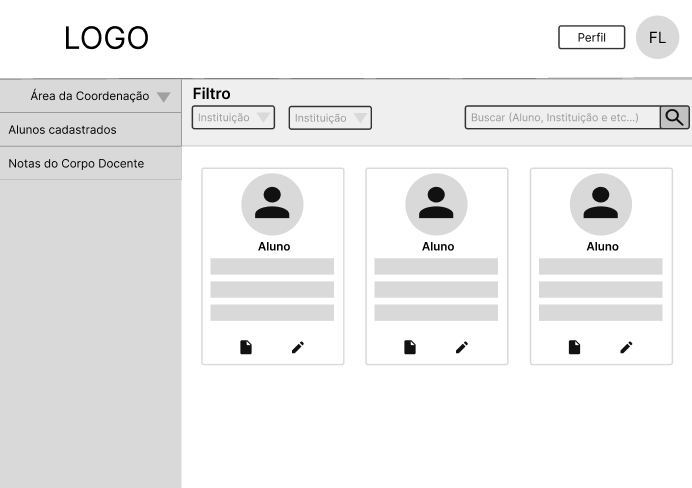 LOGO
Perfil
FL
Área da Coordenação
Alunos cadastrados
Notas do Corpo Docente
Filtro
Instituição
Instituição
Buscar (Aluno, Instituição e etc...)
Aluno
Aluno
Aluno